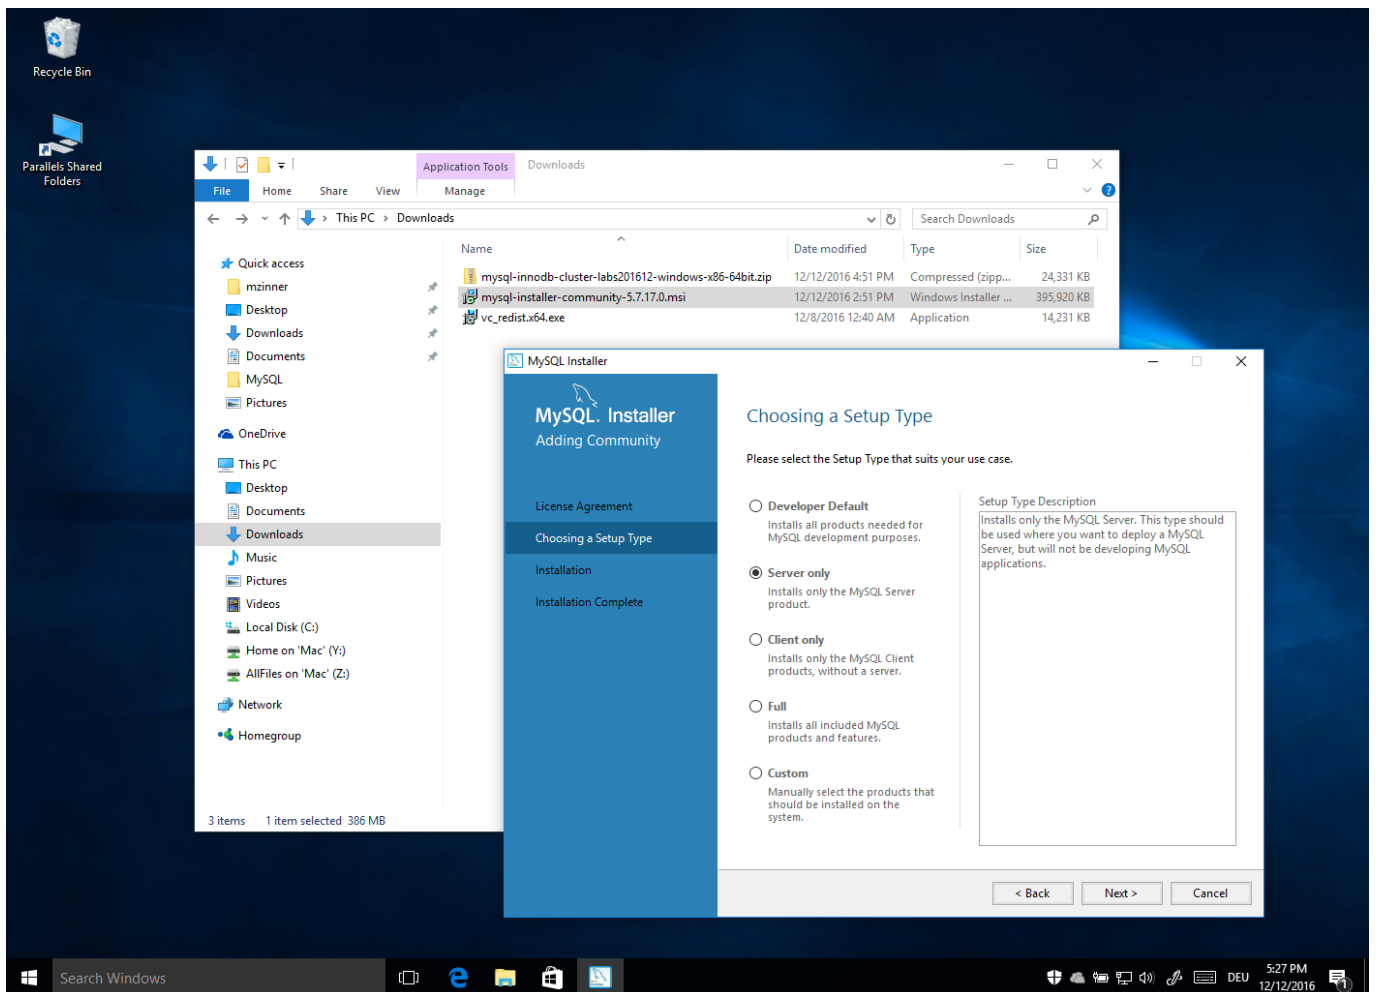 Recycle Bin
Parallels Shared
Folders
Application Tools
Downloads
File
Home
Share
View
Manage
This PC
Downloads
Search Downloads
Name
Date modified
Type
Size
mysql-innodb-cluster-labs201612-windows-x86-64bit.zip
12/12/2016 4:51 PM
Compressed (zipp...
24,331 KB
mysql-installer-community-5.7.17.0.msi
12/12/2016 2:51 PM
Windows Installer ...
395,920 KB
vc_redist.x64.exe
12/8/2016 12:40 AM
Application
14,231 KB
Quick access
mzinner
Desktop
Downloads
Documents
MySQL
Pictures
OneDrive
This PC
Desktop
Documents
Downloads
Music
Pictures
Videos
Local Disk (C:)
Home on 'Mac' (Y:)
AllFiles on 'Mac' (Z:)
Network
Homegroup
3 items
1 item selected 386 MB
MySQL Installer
MySQL. Installer
Adding Community
License Agreement
Choosing a Setup Type
Installation
Installation Complete
Choosing a Setup Type
Please select the Setup Type that suits your use case.
Developer Default
Installs all products needed for
MySQL development purposes.
Server only
Installs only the MySQL Server
product.
Client only
Installs only the MySQL Client
products, without a server.
Full
Installs all included MySQL
products and features.
Custom
Manually select the products that
should be installed on the
system.
Setup Type Description
Installs only the MySQL Server. This type should
be used where you want to deploy a MySQL
Server, but will not be developing MySQL
applications.
< Back
Next >
Cancel
Search Windows
DEU
5:27 PM
12/12/2016
1